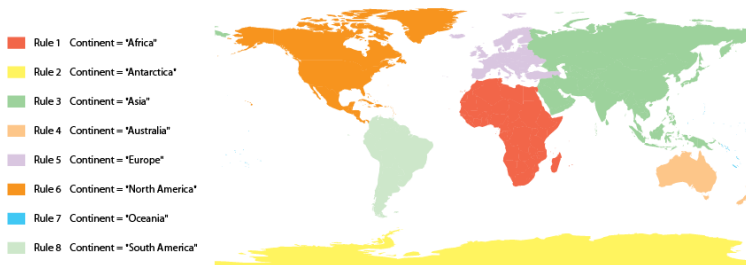 Rule 1 Continent = "Africa"
Rule 2 Continent = "Antarctica"
Rule 3 Continent = "Asia"
Rule 4 Continent = "Australia"
Rule 5 Continent = "Europe"
Rule 6 Continent = "North America"
Rule 7 Continent = "Oceania"
Rule 8 Continent = "South America"